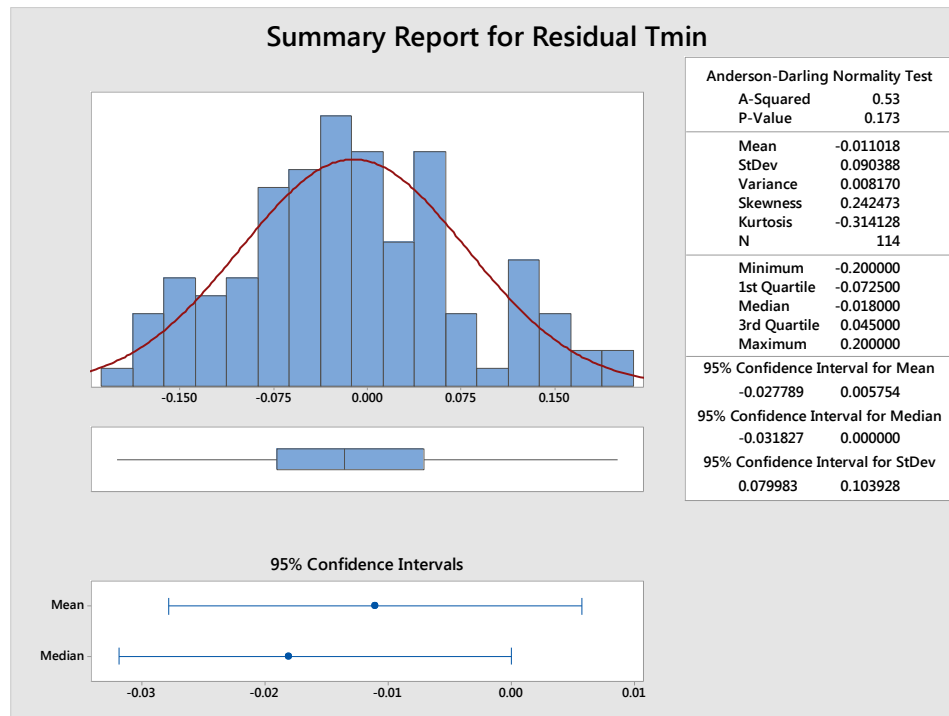 Summary Report for Residual Tmin
Anderson-Darling Normality Test
A-Squared 0.53
P-Value 0.173
Mean -0.011018
StDev 0.090388
Variance 0.008170
Skewness 0.242473
Kurtosis -0.314128
N 114
Minimum -0.200000
1st Quartile -0.072500
Median -0.018000
3rd Quartile 0.045000
Maximum 0.200000
95% Confidence Interval for Mean
-0.027789 0.005754
95% Confidence Interval for Median
-0.031827 0.000000
95% Confidence Interval for StDev
0.079983 0.103928
-0.150 -0.075 0.000 0.075 0.150
95% Confidence Intervals
Mean
Median
-0.03 -0.02 -0.01 0.00 0.01